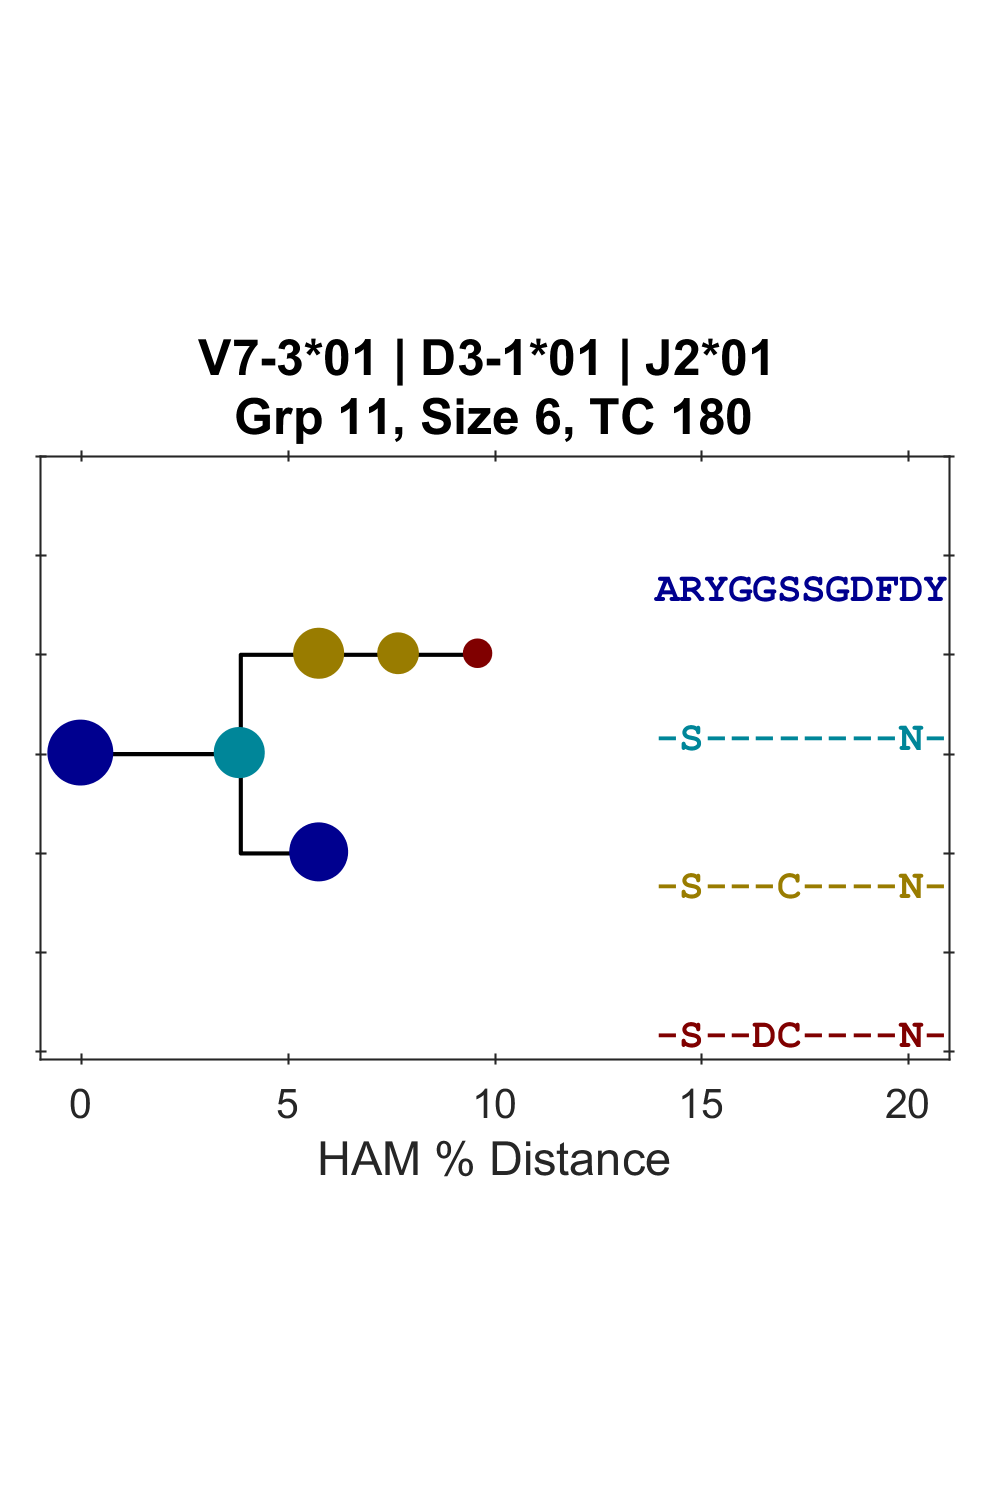 V7-3*01 | D3-1*01 | J2*01
Grp 11, Size 6, TC 180
ARYGGSSGDFDY
-S--------N-
-S---C----N-
-S--DC----N-
0 5 10 15 20
HAM % Distance